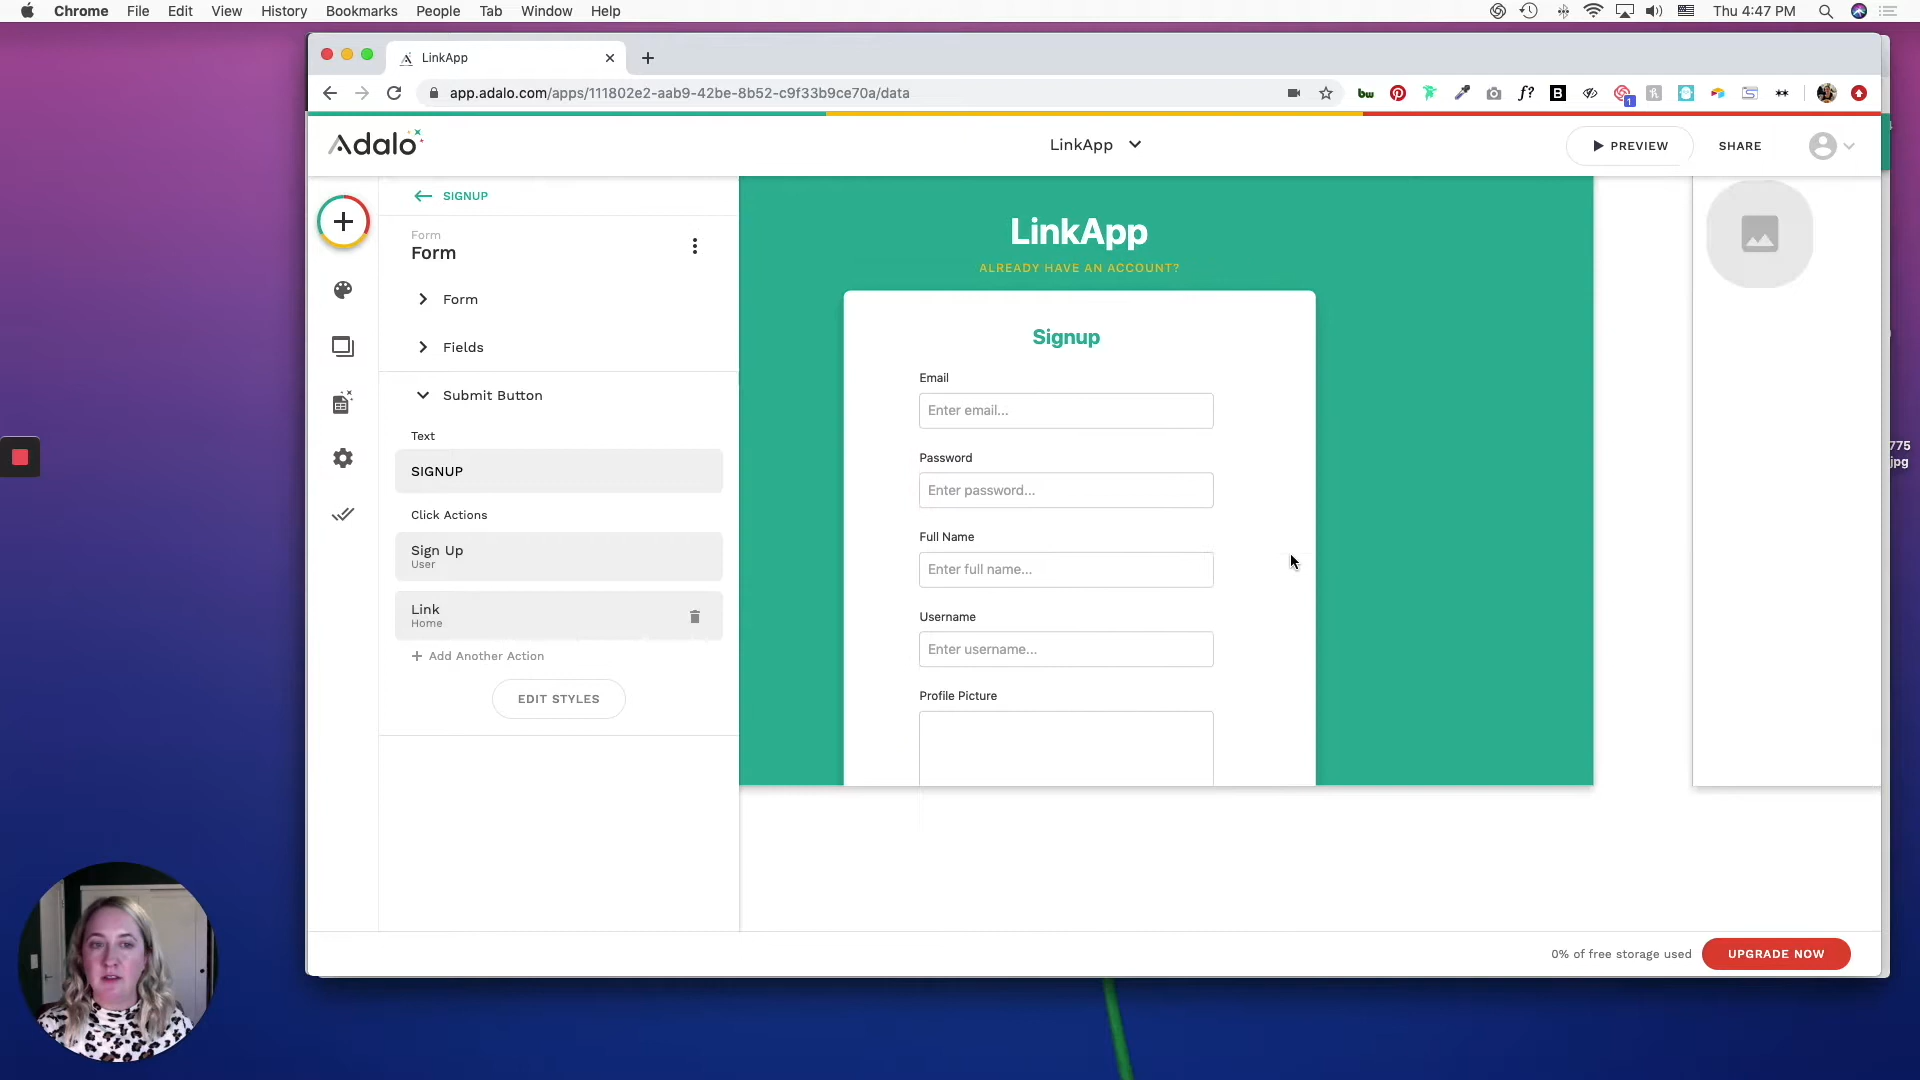 Chrome File Edit View History Bookmarks People Tab Window Help
Thu 4:47 PM
LinkApp
app.adalo.com/apps/111802e2-aab9-42be-8b52-c9f33b9ce70a/data
bw
f?
B
1
Adalo
LinkApp
PREVIEW
SHARE
SIGNUP
Form
Form
Form
Fields
Submit Button
Text
SIGNUP
Click Actions
Sign Up
User
Link
Home
Add Another Action
EDIT STYLES
LinkApp
ALREADY HAVE AN ACCOUNT?
Signup
Email
Enter email...
Password
Enter password...
Full Name
Enter full name...
Username
Enter username...
Profile Picture
775
jpg
0% of free storage used
UPGRADE NOW